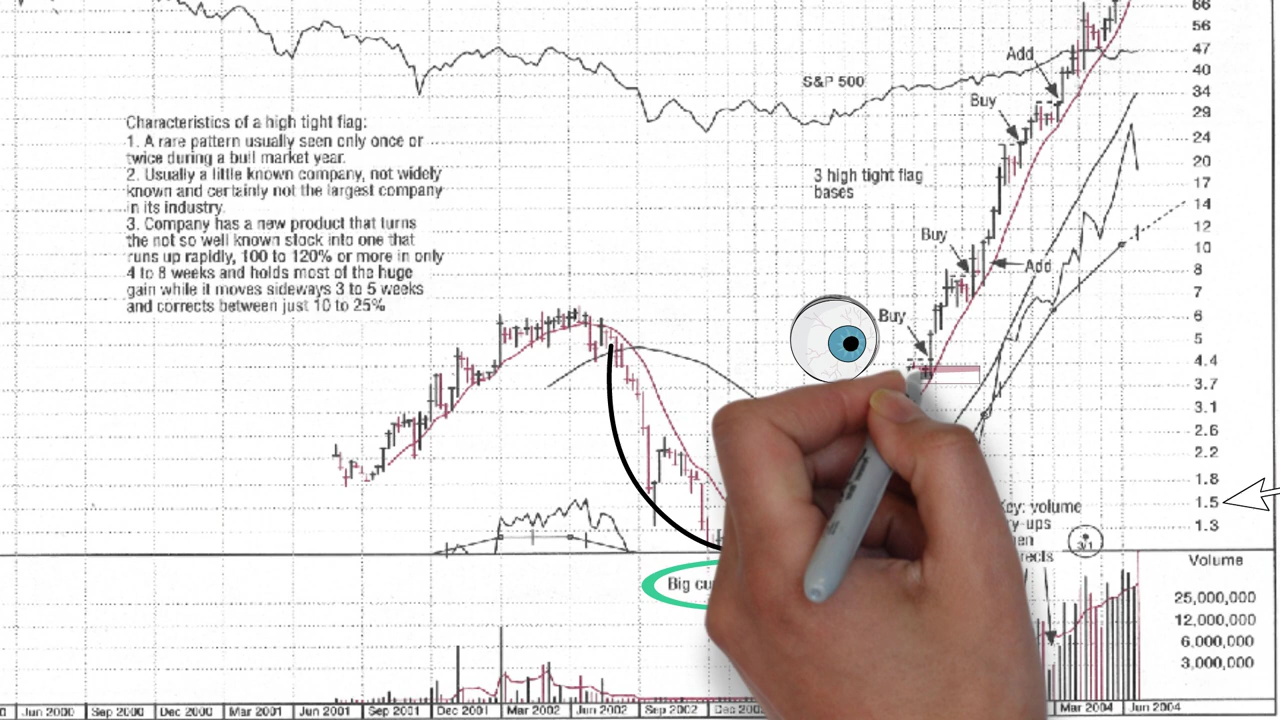 66
56
47
40
34
29
24
20
17
14
12
10
8
7
6
5
4.4
3.7
3.1
2.6
2.2
1.8
1.5
1.3
Add
S&P 500
Buy
Characteristics of a high tight flag:
1. A rare pattern usually seen only once or
twice during a bull market year.
2. Usually a little known company, not widely
known and certainly not the largest company
in its industry.
3. Company has a new product that turns
the not so well known stock into one that
runs up rapidly, 100 to 120% or more in only
4 to 8 weeks and holds most of the huge
gain while it moves sideways 3 to 5 weeks
and corrects between just 10 to 25%
3 high tight flag
bases
Buy
Add
Buy
volume
3/1
Big
Volume
25,000,000
12,000,000
6,000,000
3,000,000
Jun 2000 Sep 2000 Dec 2000 Mar 2001 Jun 2001 Sep 2001 Dec 2001 Mar 2002 Jun 2002 Sep 2002 Dec Mar 2004 Jun 2004